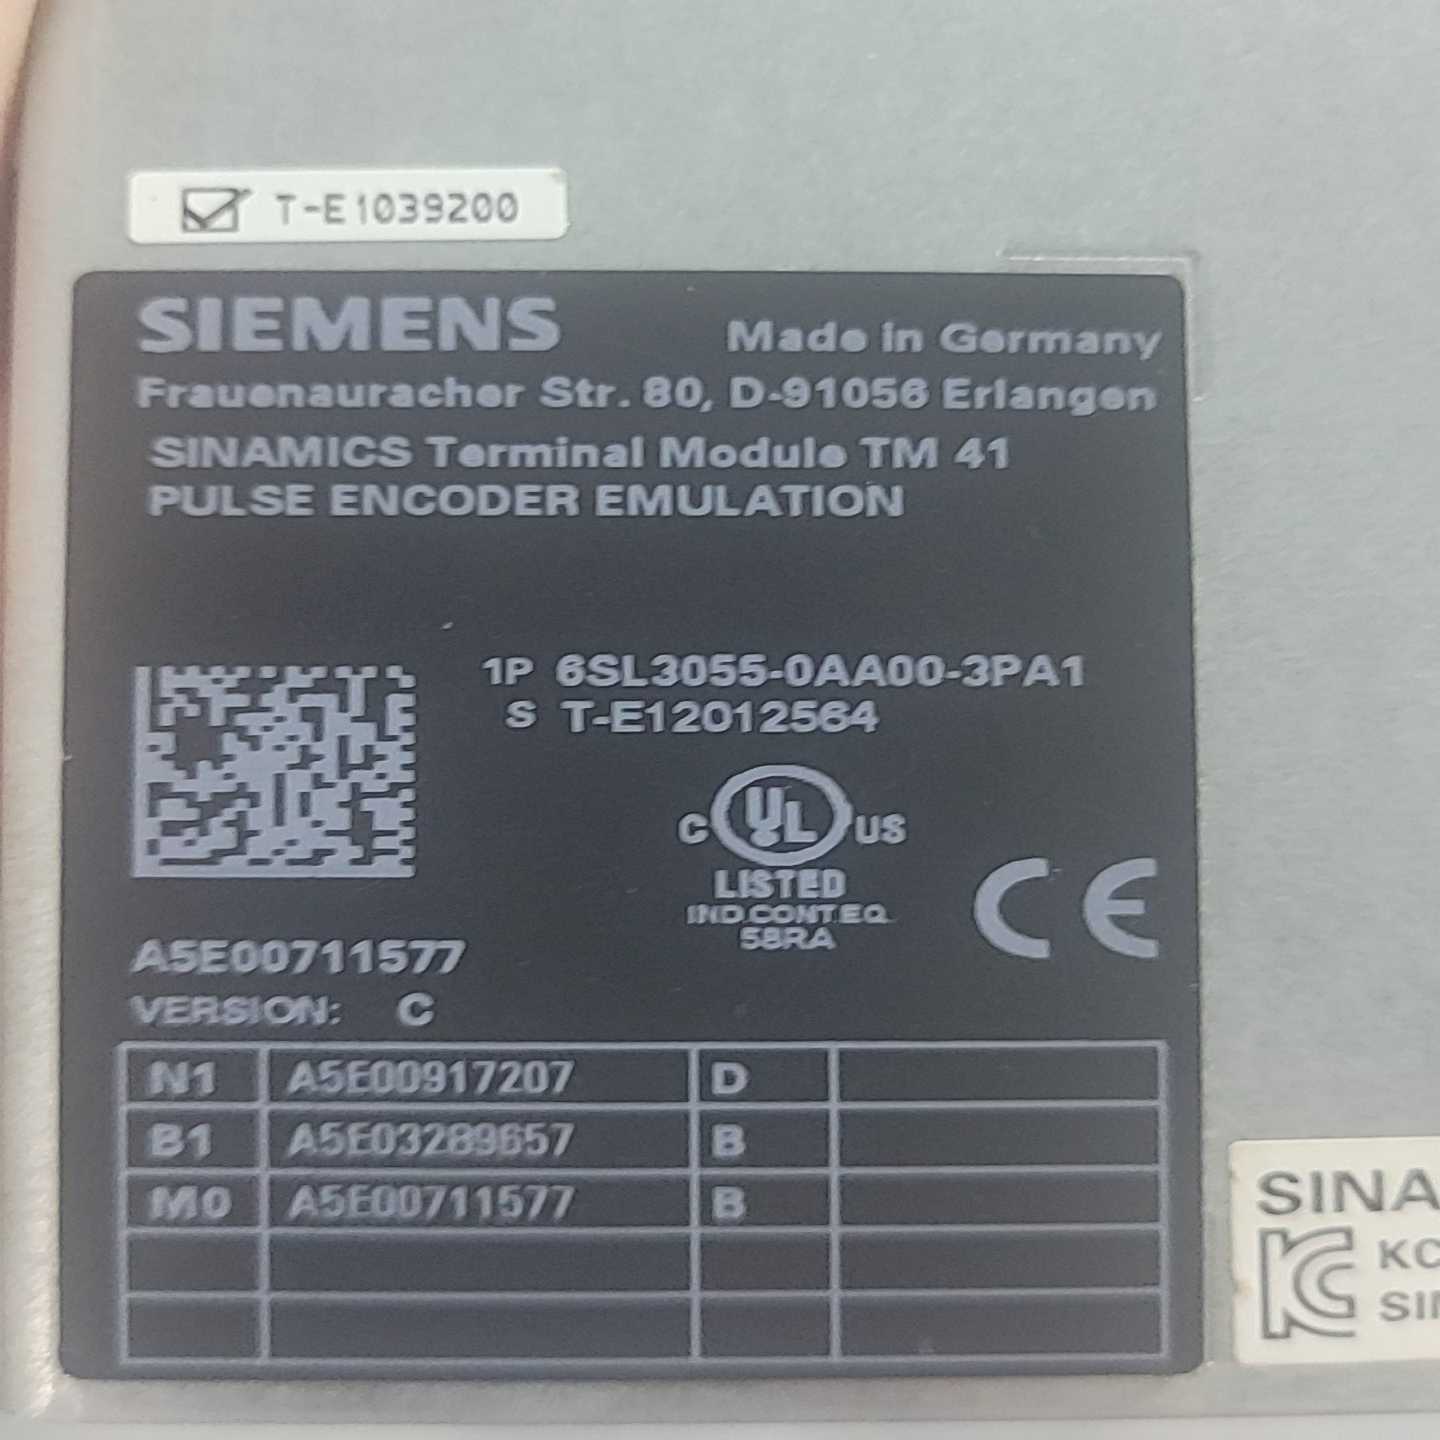 T-E1039200
SIEMENS
Made in Germany
Frauenauracher Str. 80, D-91056 Erlangen
SINAMICS Terminal Module TM 41
PULSE ENCODER EMULATION
1P 6SL3055-0AA00-3PA1
S T-E12012564
C UL US
LISTED
IND.CONT.EQ.
58RA
CE
A5E00711577
VERSION: C
N1 A5E00917207 D
B1 A5E03289657 B
M0 A5E00711577 B
SINA
KC
SI